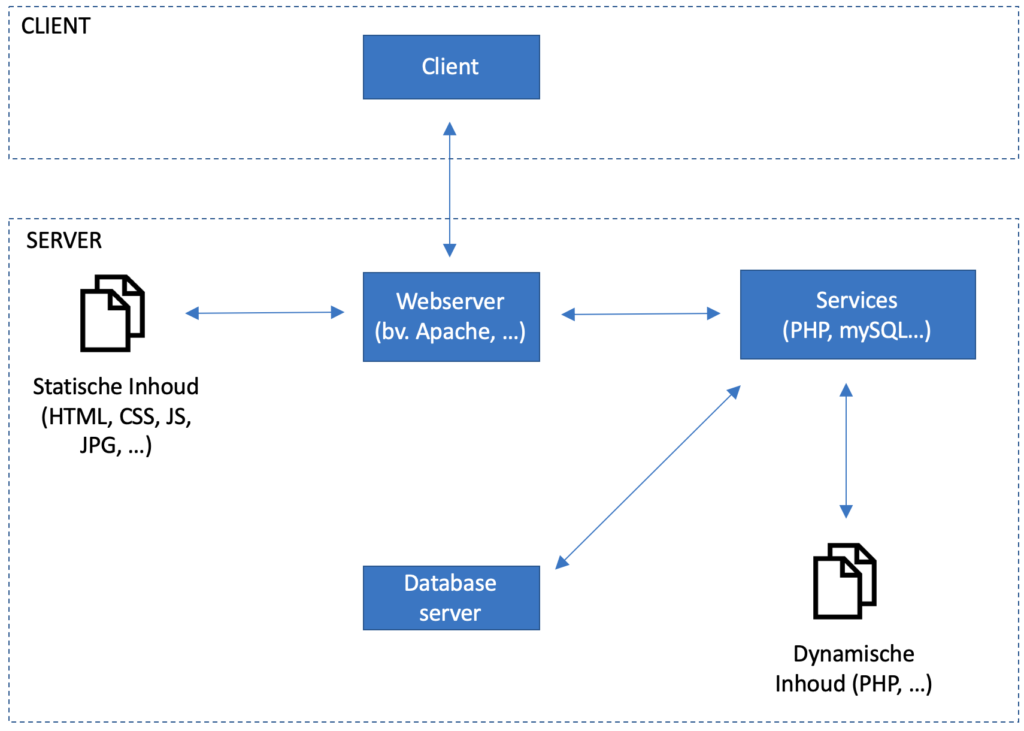 CLIENT
Client
SERVER
Webserver
(bv. Apache, ...)
Services
(PHP, mySQL...)
Statische Inhoud
(HTML, CSS, JS,
JPG, ...)
Database
server
Dynamische
Inhoud (PHP, ...)